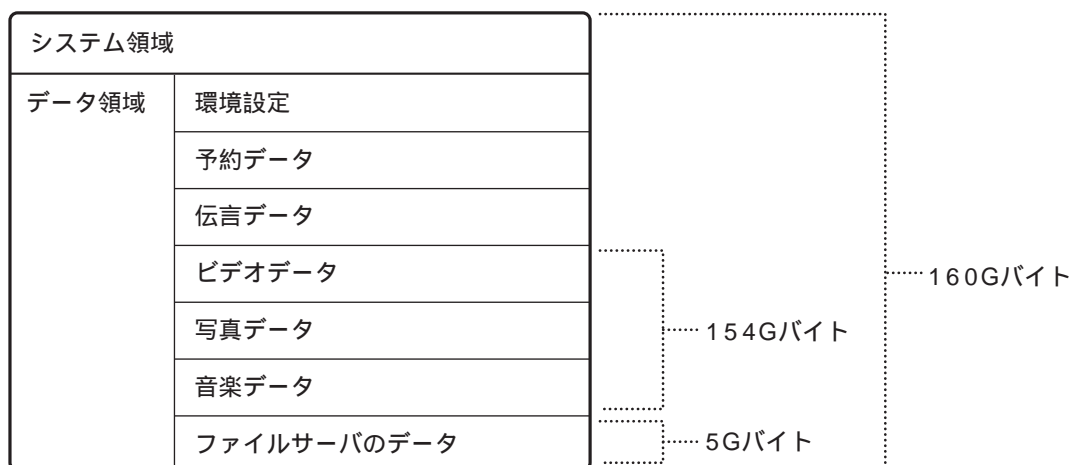 システム領域
データ領域
環境設定
予約データ
伝言データ
ビデオデータ
写真データ
音楽データ
ファイルサーバのデータ
154Gバイト
5Gバイト
160Gバイト